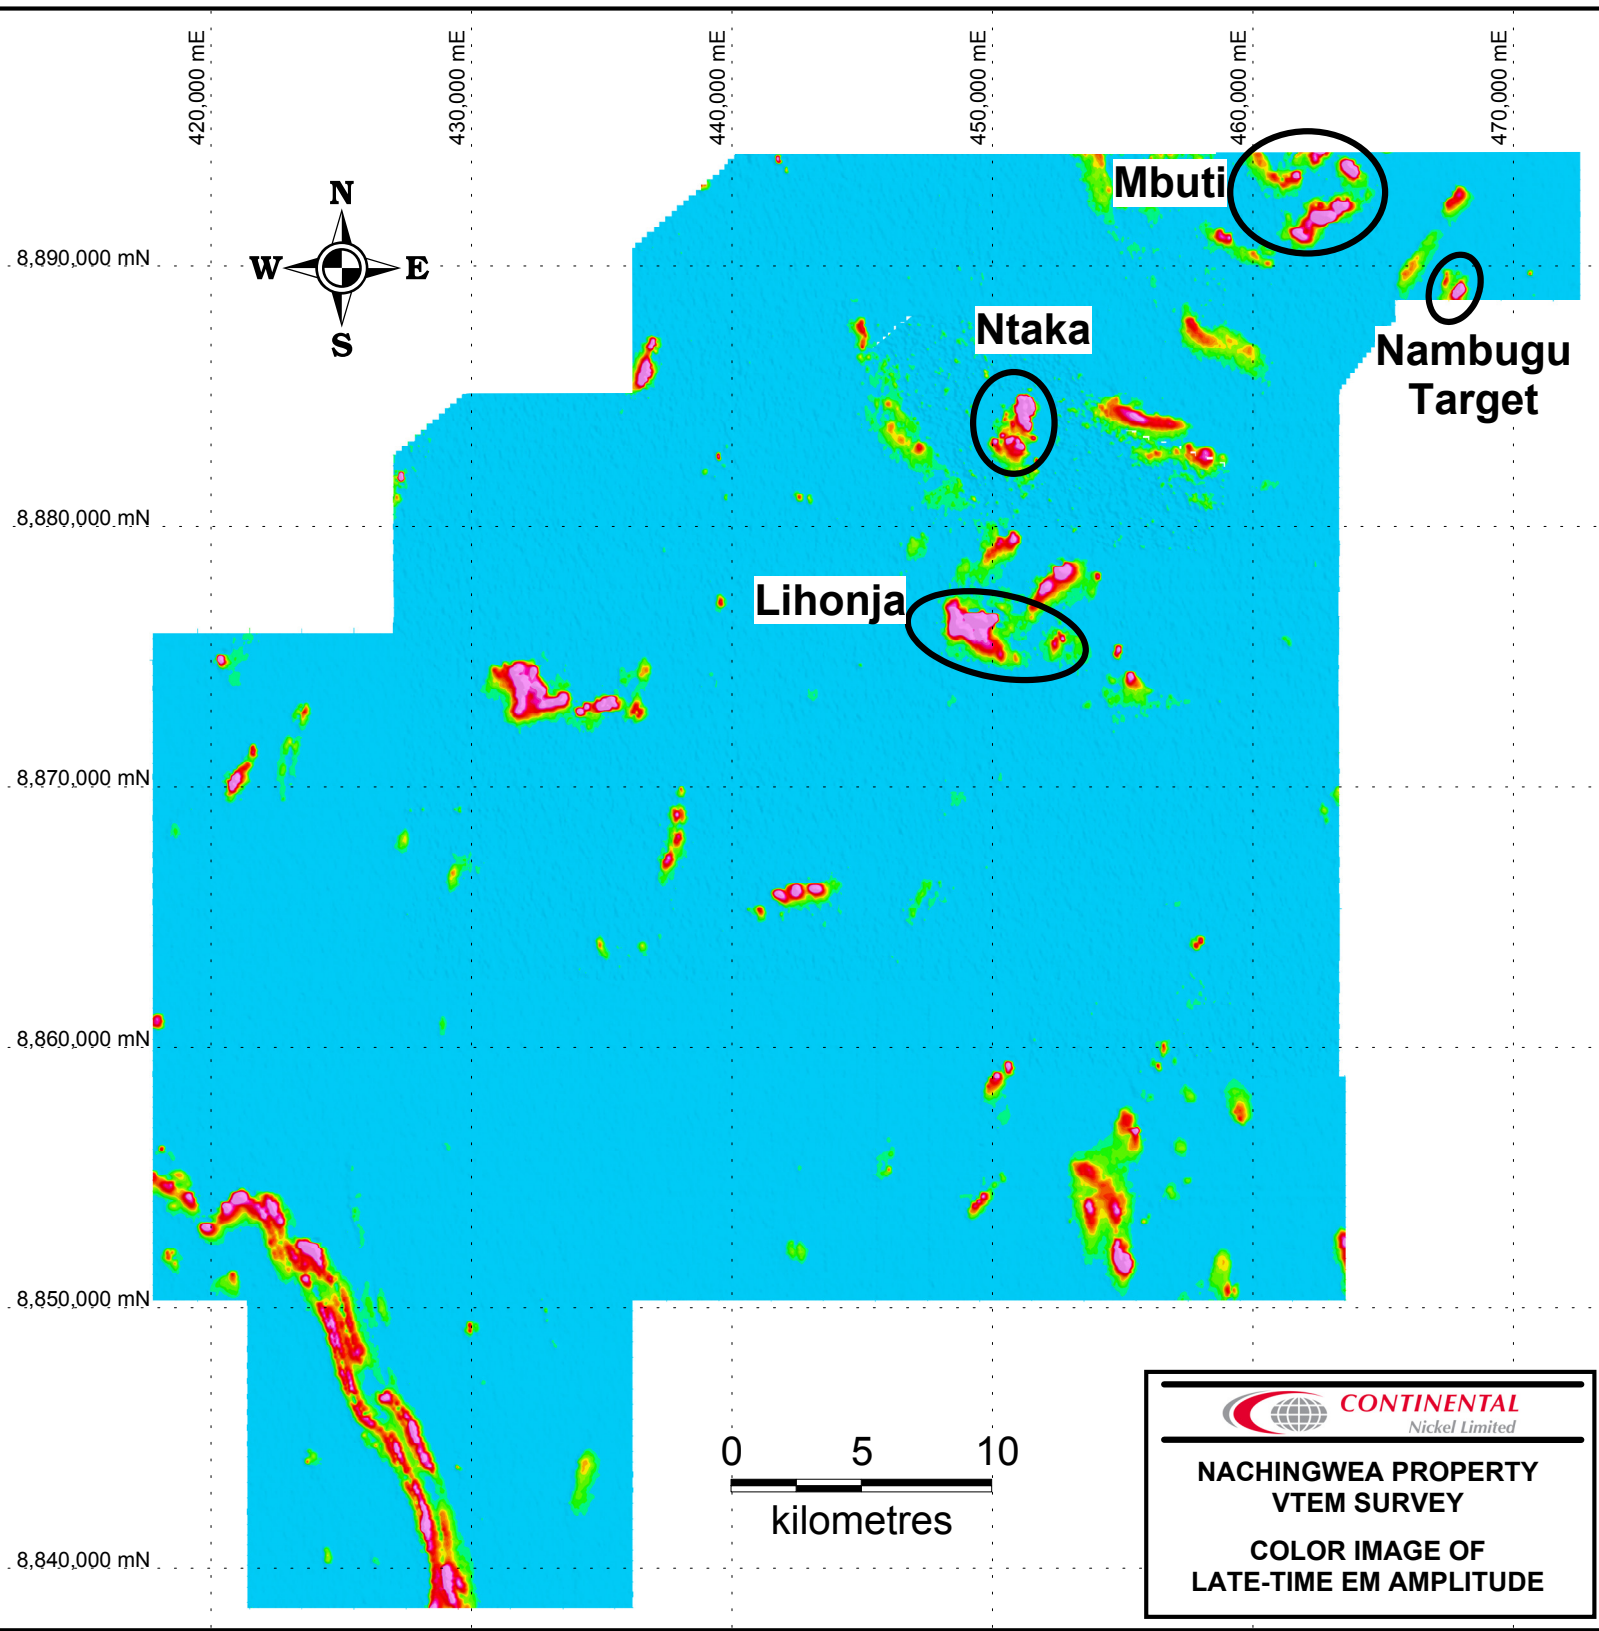 420,000 mE
430,000 mE
440,000 mE
450,000 mE
460,000 mE
470,000 mE
Mbuti
N
W E
S
8,890,000 mN
Ntaka
Nambugu
Target
8,880,000 mN
Lihonja
8,870,000 mN
8,860,000 mN
8,850,000 mN
0 5 10
kilometres
CONTINENTAL
Nickel Limited
NACHINGWEA PROPERTY
VTEM SURVEY
COLOR IMAGE OF
LATE-TIME EM AMPLITUDE
8,840,000 mN